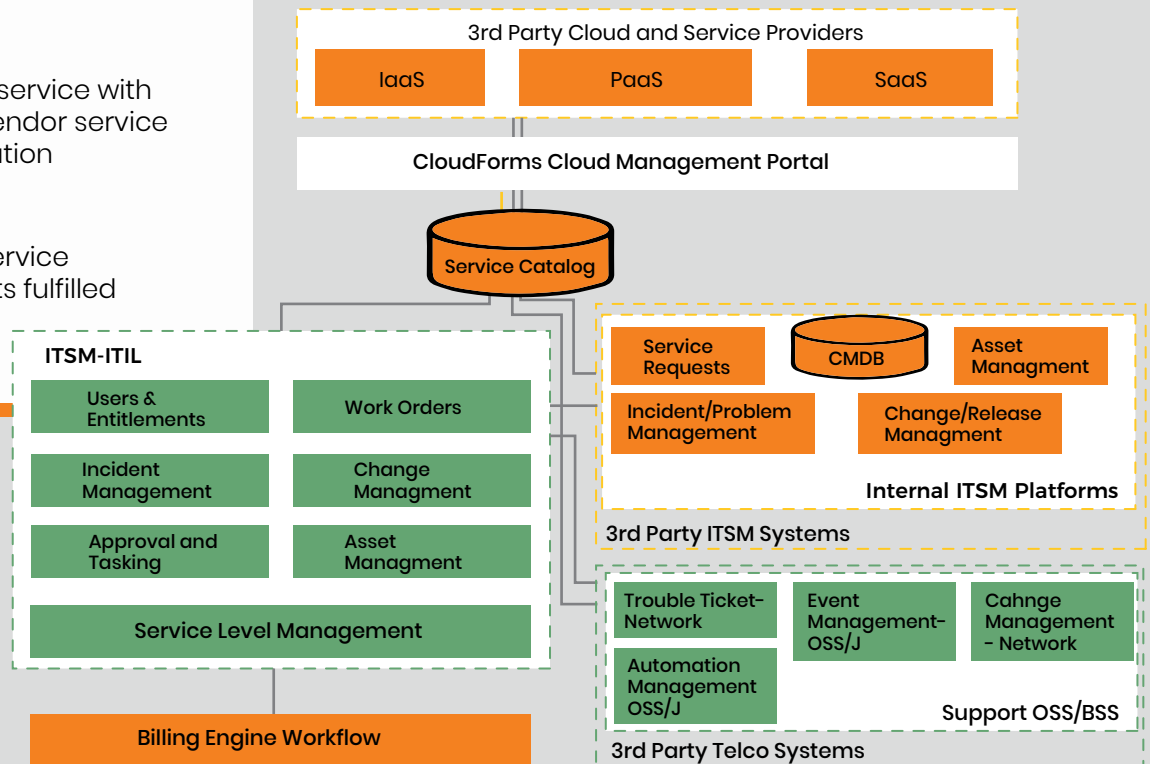 service with
endor service
ation
ervice
ts fulfilled
3rd Party Cloud and Service Providers
IaaS
PaaS
SaaS
CloudForms Cloud Management Portal
Service Catalog
ITSM-ITIL
Users &
Entitlements
Work Orders
Incident
Management
Change
Managment
Approval and
Tasking
Asset
Managment
Service Level Management
Billing Engine Workflow
Service
Requests
CMDB
Asset
Managment
Incident/Problem
Management
Change/Release
Managment
Internal ITSM Platforms
3rd Party ITSM Systems
Trouble Ticket-
Network
Event
Management-
OSS/J
Cahnge
Management
- Network
Automation
Management
OSS/J
Support OSS/BSS
3rd Party Telco Systems